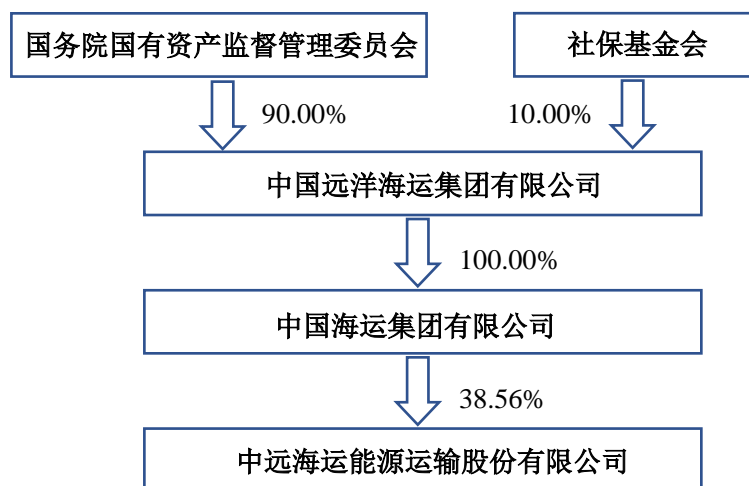 国务院国有资产监督管理委员会
社保基金会
90.00%
10.00%
中国远洋海运集团有限公司
100.00%
中国海运集团有限公司
38.56%
中远海运能源运输股份有限公司